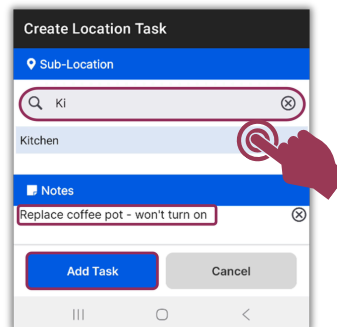 Create Location Task
Sub-Location
Ki
Kitchen
Notes
Replace coffee pot - won't turn on
Add Task
Cancel